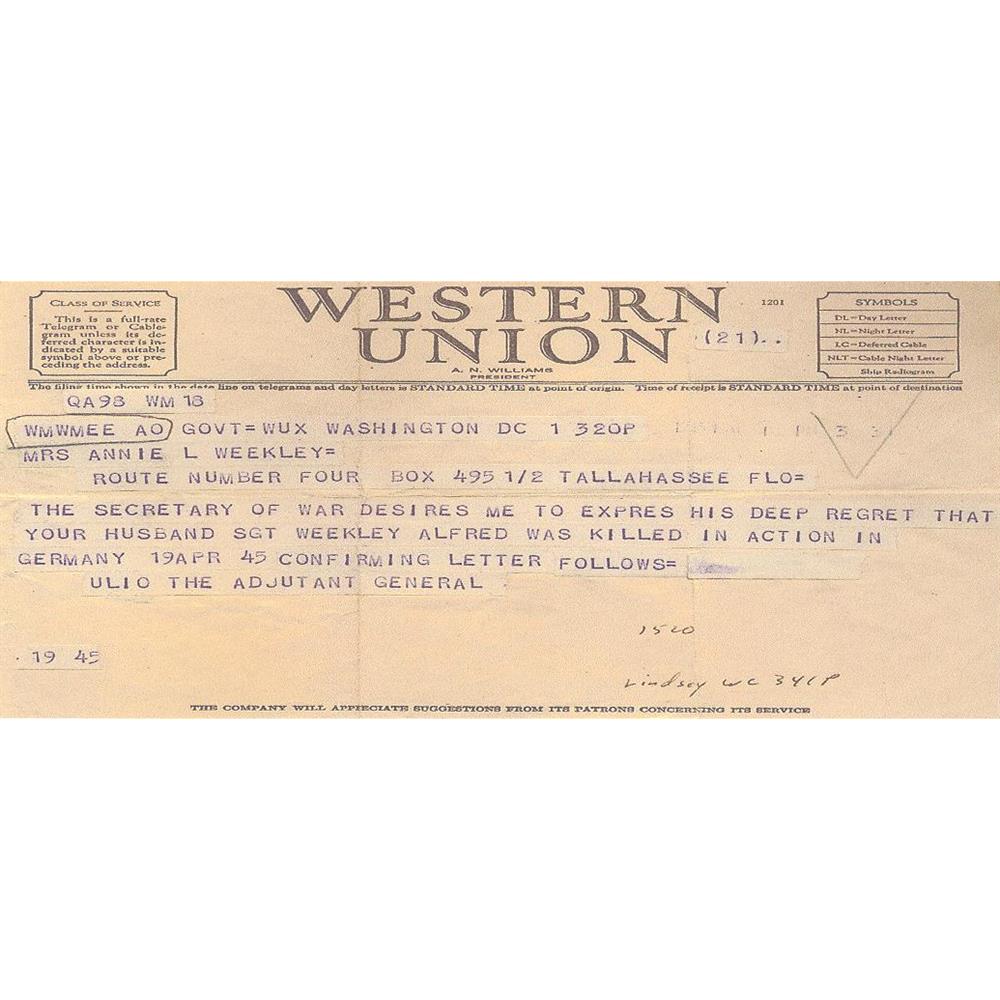 CLASS OF SERVICE
This is a full-rate
Telegram or Cable-
gram unless its de-
ferred character is in-
dicated by a suitable
symbol above or pre-
ceding the address.
WESTERN
UNION
A. N. WILLIAMS
PRESIDENT
1201
(21)..
SYMBOLS
DL=Day Letter
NL=Night Letter
LC=Deferred Cable
NLT=Cable Night Letter
Ship Radiogram
The filing time shown in the date line on telegrams and day letters is STANDARD TIME at point of origin. Time of receipt is STANDARD TIME at point of destination
QA98 WM 18
WMWMEE AO GOVT=WUX WASHINGTON DC 1 320P
MRS ANNIE L WEEKLEY=
ROUTE NUMBER FOUR BOX 495 1/2 TALLAHASSEE FLO=
THE SECRETARY OF WAR DESIRES ME TO EXPRES HIS DEEP REGRET THAT
YOUR HUSBAND SGT WEEKLEY ALFRED WAS KILLED IN ACTION IN
GERMANY 19APR 45 CONFIRMING LETTER FOLLOWS=
ULIO THE ADJUTANT GENERAL
1520
. 19 45
Lindsey WC 341P
THE COMPANY WILL APPRECIATE SUGGESTIONS FROM ITS PATRONS CONCERNING ITS SERVICE